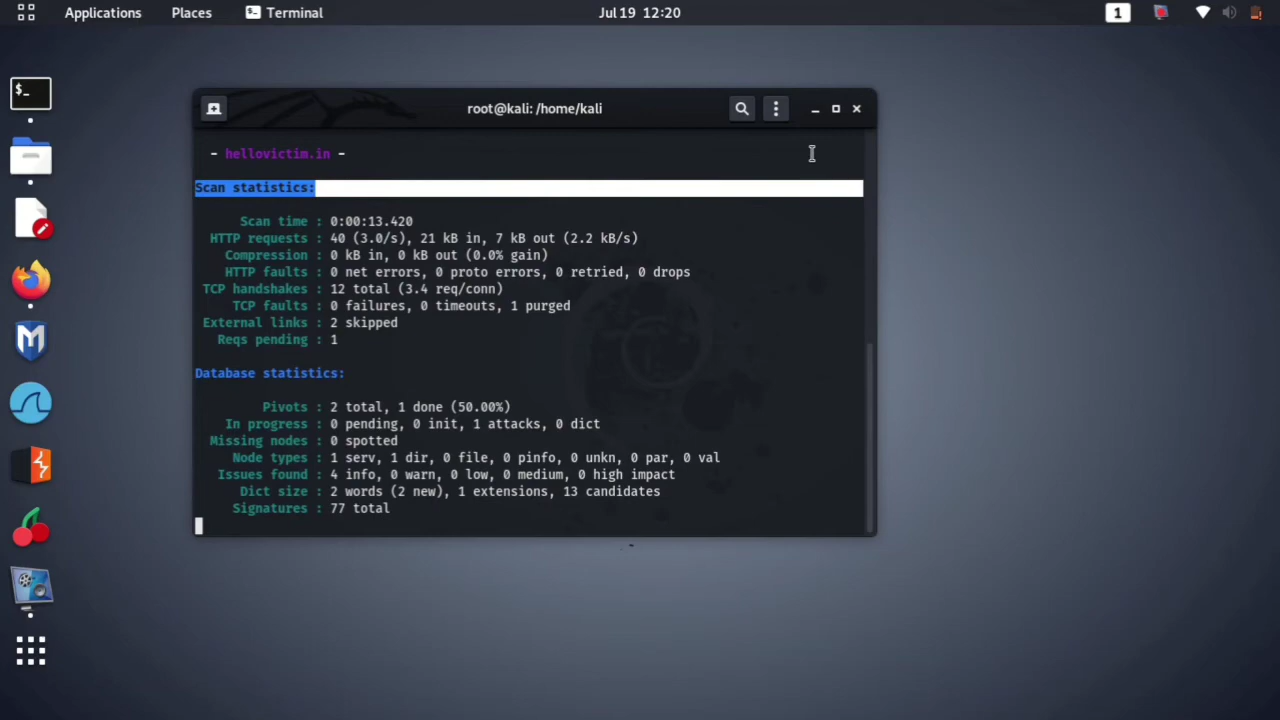 Applications Places Terminal Jul 19 12:20 1
$_
root@kali: /home/kali
- hellovictim.in -
Scan statistics:
Scan time : 0:00:13.420
HTTP requests : 40 (3.0/s), 21 kB in, 7 kB out (2.2 kB/s)
Compression : 0 kB in, 0 kB out (0.0% gain)
HTTP faults : 0 net errors, 0 proto errors, 0 retried, 0 drops
TCP handshakes : 12 total (3.4 req/conn)
TCP faults : 0 failures, 0 timeouts, 1 purged
External links : 2 skipped
Reqs pending : 1
Database statistics:
Pivots : 2 total, 1 done (50.00%)
In progress : 0 pending, 0 init, 1 attacks, 0 dict
Missing nodes : 0 spotted
Node types : 1 serv, 1 dir, 0 file, 0 pinfo, 0 unkn, 0 par, 0 val
Issues found : 4 info, 0 warn, 0 low, 0 medium, 0 high impact
Dict size : 2 words (2 new), 1 extensions, 13 candidates
Signatures : 77 total